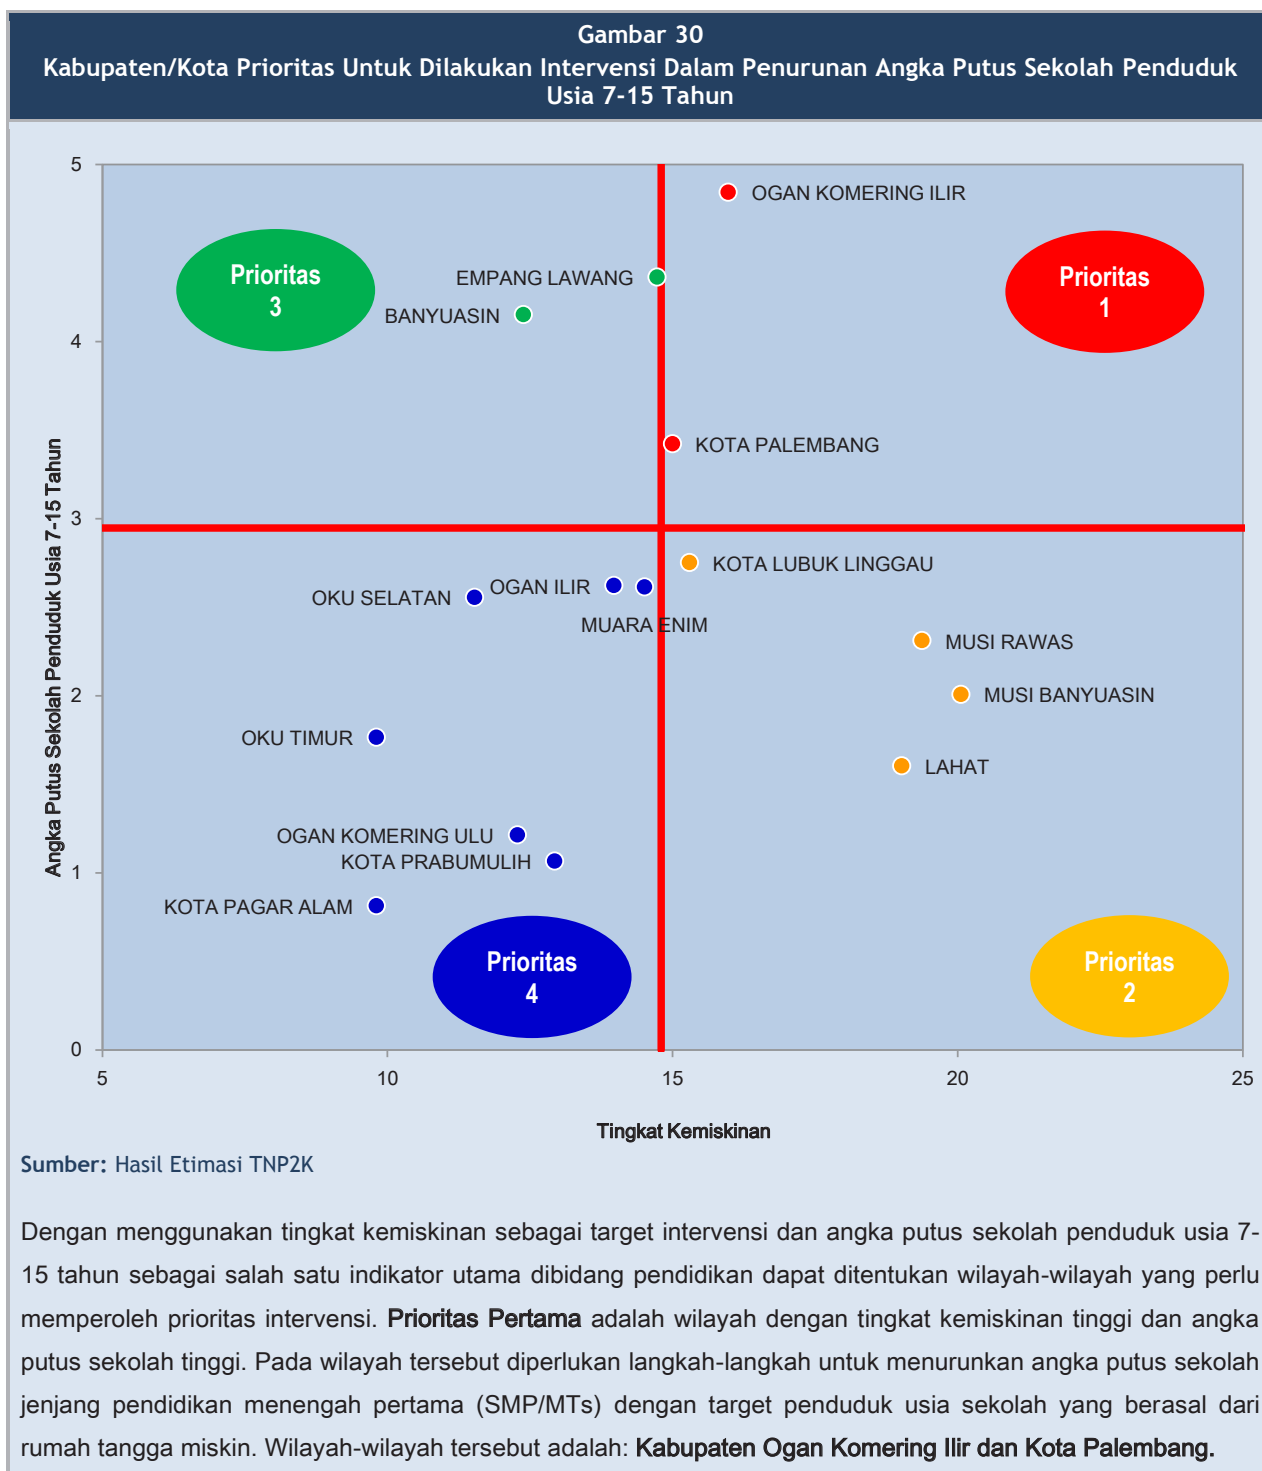 Gambar 30
Kabupaten/Kota Prioritas Untuk Dilakukan Intervensi Dalam Penurunan Angka Putus Sekolah Penduduk
Usia 7-15 Tahun
5
OGAN KOMERING ILIR
Prioritas
3
EMPANG LAWANG
BANYUASIN
Prioritas
1
4
KOTA PALEMBANG
Angka Putus Sekolah Penduduk Usia 7-15 Tahun
3
KOTA LUBUK LINGGAU
OGAN ILIR
OKU SELATAN
MUARA ENIM
MUSI RAWAS
2
MUSI BANYUASIN
OKU TIMUR
LAHAT
OGAN KOMERING ULU
KOTA PRABUMULIH
1
KOTA PAGAR ALAM
Prioritas
4
Prioritas
2
0
5 10 15 20 25
Tingkat Kemiskinan
Sumber: Hasil Etimasi TNP2K
Dengan menggunakan tingkat kemiskinan sebagai target intervensi dan angka putus sekolah penduduk usia 7-
15 tahun sebagai salah satu indikator utama dibidang pendidikan dapat ditentukan wilayah-wilayah yang perlu
memperoleh prioritas intervensi. Prioritas Pertama adalah wilayah dengan tingkat kemiskinan tinggi dan angka
putus sekolah tinggi. Pada wilayah tersebut diperlukan langkah-langkah untuk menurunkan angka putus sekolah
jenjang pendidikan menengah pertama (SMP/MTs) dengan target penduduk usia sekolah yang berasal dari
rumah tangga miskin. Wilayah-wilayah tersebut adalah: Kabupaten Ogan Komering Ilir dan Kota Palembang.